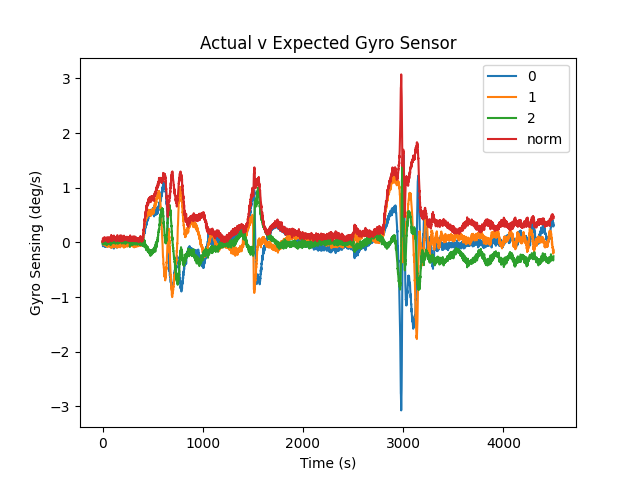 Actual v Expected Gyro Sensor
0
1
2
norm
Gyro Sensing (deg/s)
3
2
1
0
−1
−2
−3
0 1000 2000 3000 4000
Time (s)